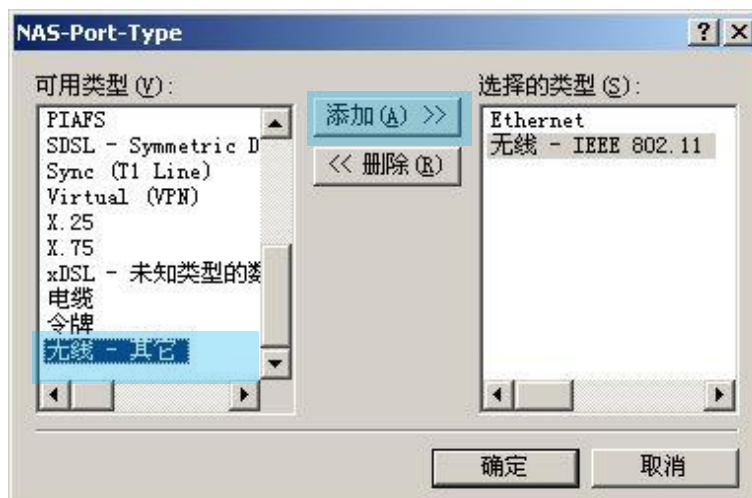 NAS-Port-Type
可用类型(V):
PIAFS
SDSL - Symmetric D
Sync (T1 Line)
Virtual (VPN)
X.25
X.75
xDSL - 未知类型的数
电缆
令牌
无线 - 其它
添加(A) >>
<< 删除(R)
选择的类型(S):
Ethernet
无线 - IEEE 802.11
确定
取消